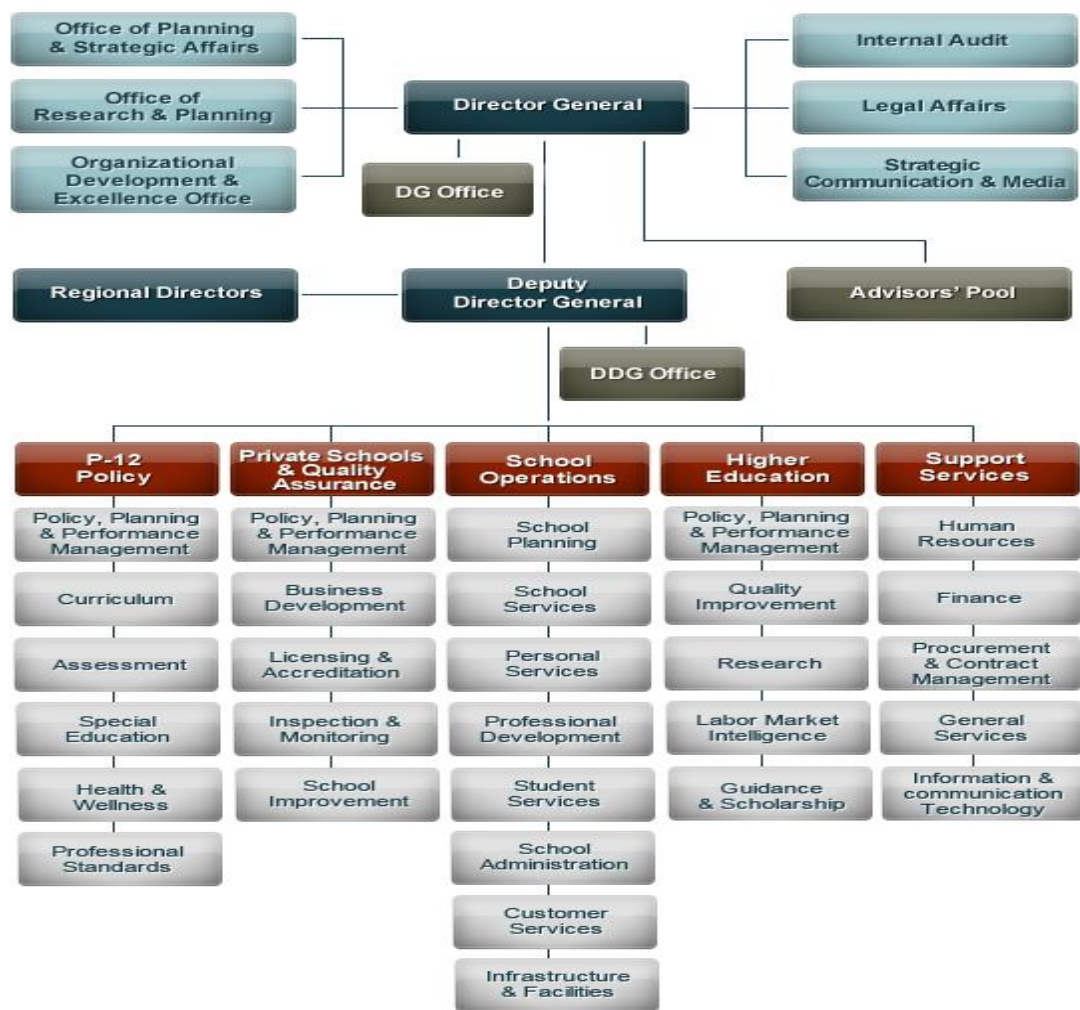 Office of Planning
& Strategic Affairs
Office of
Research & Planning
Organizational
Development &
Excellence Office
Director General
DG Office
Internal Audit
Legal Affairs
Strategic
Communication & Media
Regional Directors
Deputy
Director General
Advisors' Pool
DDG Office
P-12
Policy
Policy, Planning
& Performance
Management
Curriculum
Assessment
Special
Education
Health &
Wellness
Professional
Standards
Private Schools
& Quality
Assurance
Policy, Planning
& Performance
Management
Business
Development
Licensing &
Accreditation
Inspection &
Monitoring
School
Improvement
School
Operations
School
Planning
School
Services
Personal
Services
Professional
Development
Student
Services
School
Administration
Customer
Services
Infrastructure
& Facilities
Higher
Education
Policy, Planning
& Performance
Management
Quality
Improvement
Research
Labor Market
Intelligence
Guidance
& Scholarship
Support
Services
Human
Resources
Finance
Procurement
& Contract
Management
General
Services
Information &
communication
Technology